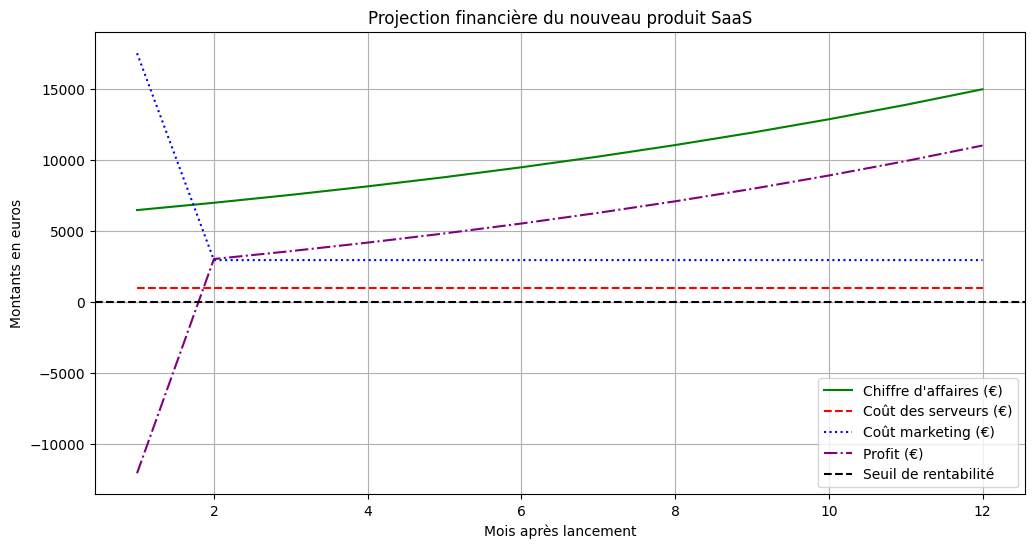 Projection financière du nouveau produit SaaS
Montants en euros
15000
10000
5000
0
−5000
−10000
2 4 6 8 10 12
Mois après lancement
Chiffre d'affaires (€)
Coût des serveurs (€)
Coût marketing (€)
Profit (€)
Seuil de rentabilité